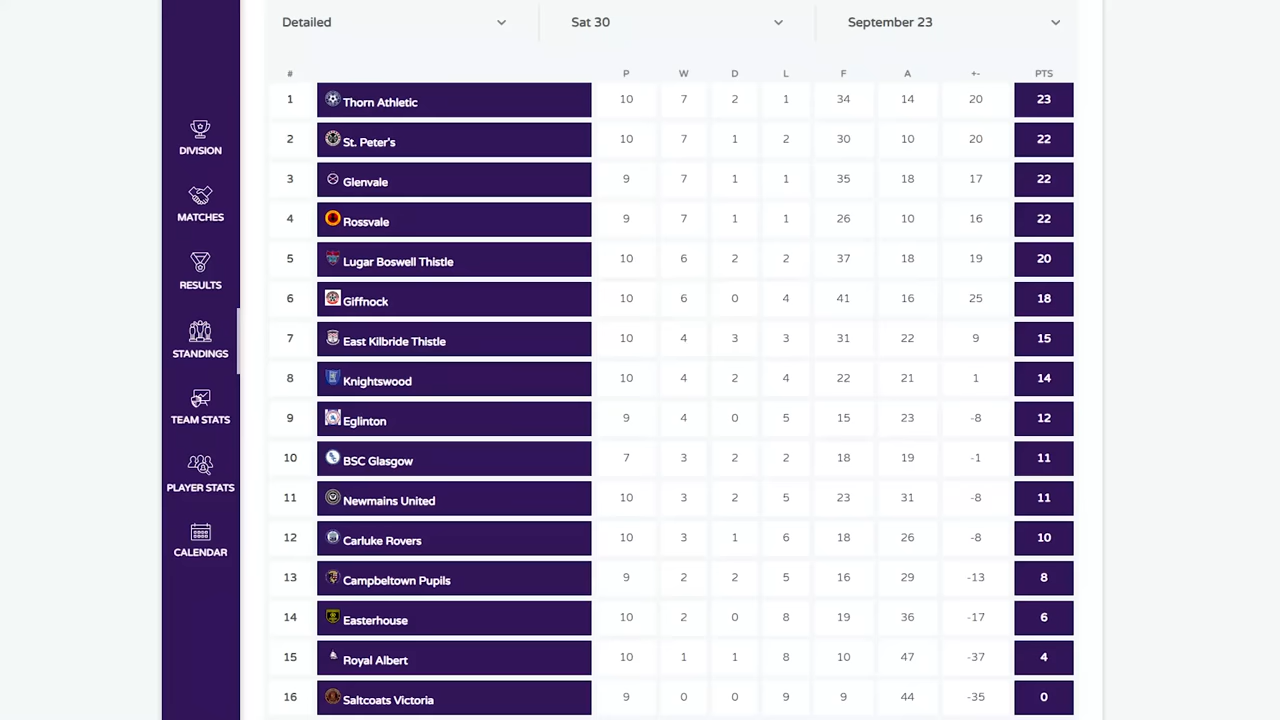 Detailed Sat 30 September 23
# P W D L F A +- PTS
1 Thorn Athletic 10 7 2 1 34 14 20 23
2 St. Peter's 10 7 1 2 30 10 20 22
3 Glenvale 9 7 1 1 35 18 17 22
4 Rossvale 9 7 1 1 26 10 16 22
5 Lugar Boswell Thistle 10 6 2 2 37 18 19 20
6 Giffnock 10 6 0 4 41 16 25 18
7 East Kilbride Thistle 10 4 3 3 31 22 9 15
8 Knightswood 10 4 2 4 22 21 1 14
9 Eglinton 9 4 0 5 15 23 -8 12
10 BSC Glasgow 7 3 2 2 18 19 -1 11
11 Newmains United 10 3 2 5 23 31 -8 11
12 Carluke Rovers 10 3 1 6 18 26 -8 10
13 Campbeltown Pupils 9 2 2 5 16 29 -13 8
14 Easterhouse 10 2 0 8 19 36 -17 6
15 Royal Albert 10 1 1 8 10 47 -37 4
16 Saltcoats Victoria 9 0 0 9 9 44 -35 0
DIVISION
MATCHES
RESULTS
STANDINGS
TEAM STATS
PLAYER STATS
CALENDAR